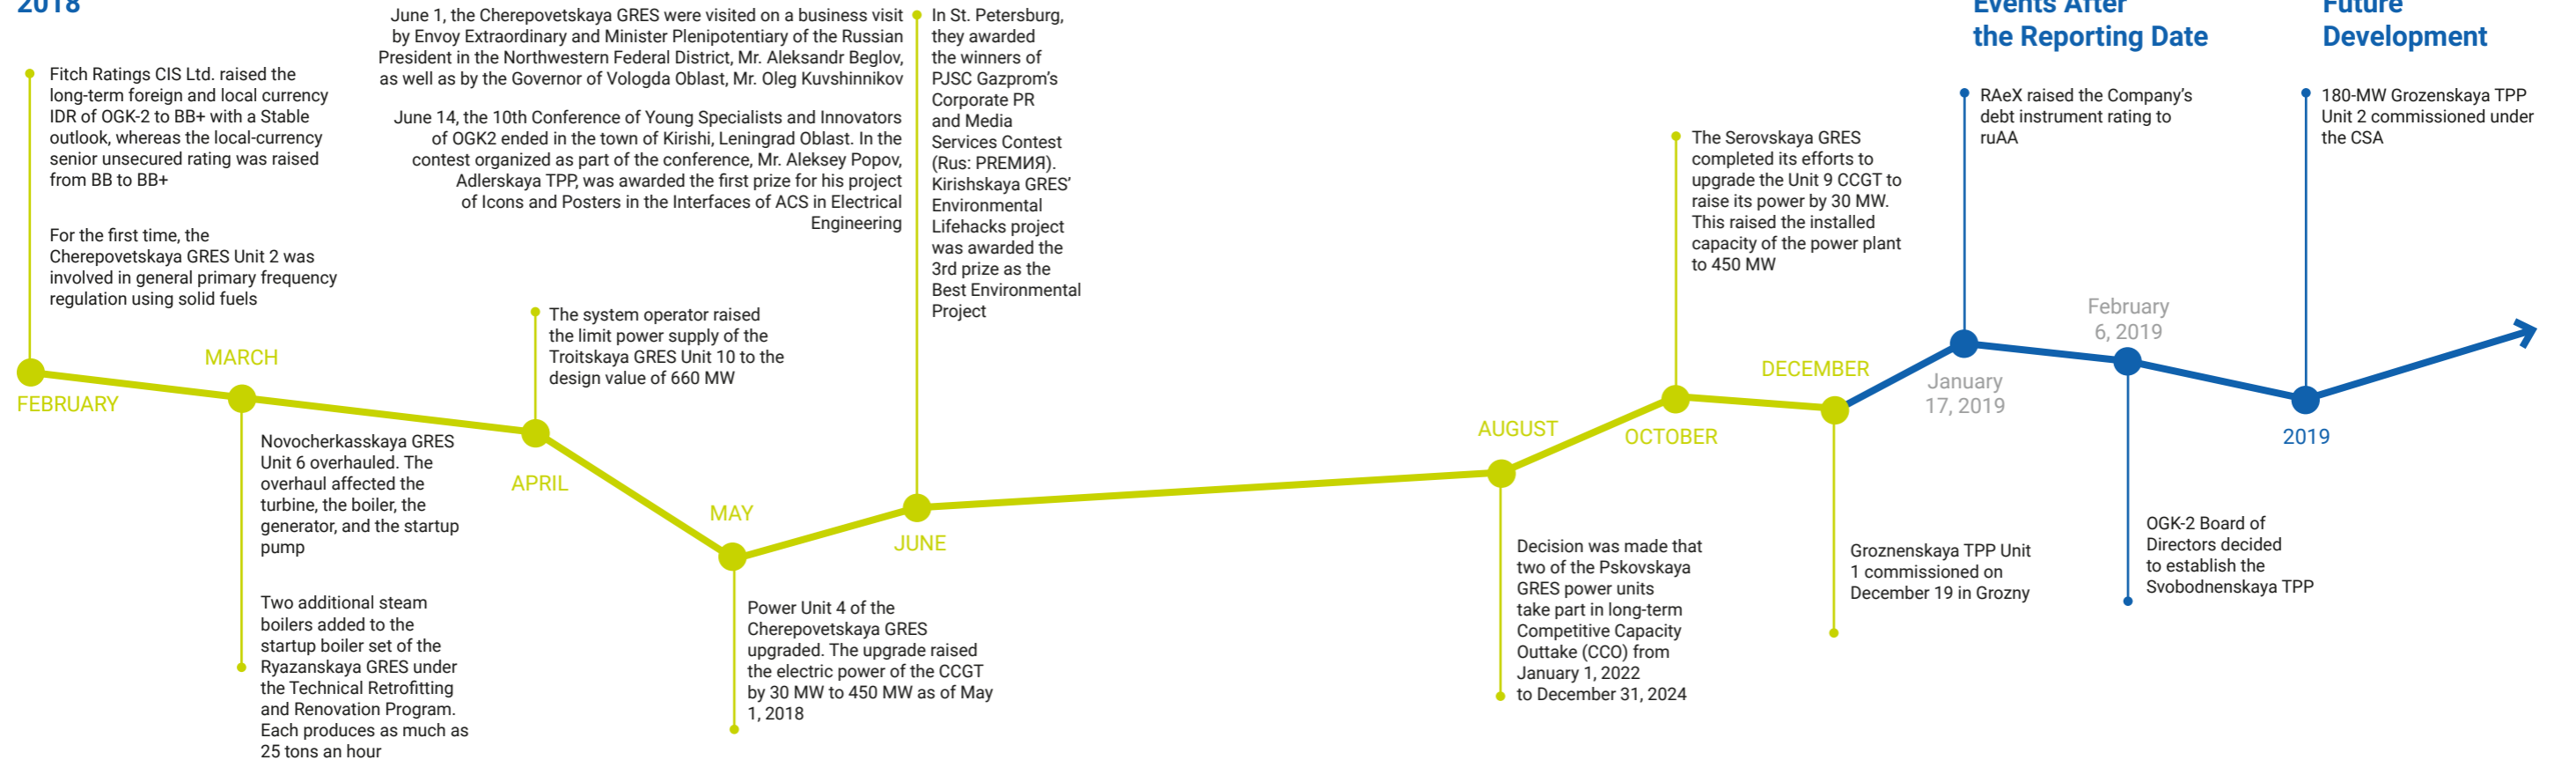 2018
Fitch Ratings CIS Ltd. raised the
long-term foreign and local currency
IDR of OGK-2 to BB+ with a Stable
outlook, whereas the local-currency
senior unsecured rating was raised
from BB to BB+
For the first time, the
Cherepovetskaya GRES Unit 2 was
involved in general primary frequency
regulation using solid fuels
FEBRUARY
MARCH
Novocherkasskaya GRES
Unit 6 overhauled. The
overhaul affected the
turbine, the boiler, the
generator, and the startup
pump
Two additional steam
boilers added to the
startup boiler set of the
Ryazanskaya GRES under
the Technical Retrofitting
and Renovation Program.
Each produces as much as
25 tons an hour
The system operator raised
the limit power supply of the
Troitskaya GRES Unit 10 to the
design value of 660 MW
APRIL
MAY
Power Unit 4 of the
Cherepovetskaya GRES
upgraded. The upgrade raised
the electric power of the CCGT
by 30 MW to 450 MW as of May
1, 2018
June 1, the Cherepovetskaya GRES were visited on a business visit
by Envoy Extraordinary and Minister Plenipotentiary of the Russian
President in the Northwestern Federal District, Mr. Aleksandr Beglov,
as well as by the Governor of Vologda Oblast, Mr. Oleg Kuvshinnikov
June 14, the 10th Conference of Young Specialists and Innovators
of OGK2 ended in the town of Kirishi, Leningrad Oblast. In the
contest organized as part of the conference, Mr. Aleksey Popov,
Adlerskaya TPP, was awarded the first prize for his project
of Icons and Posters in the Interfaces of ACS in Electrical
Engineering
In St. Petersburg,
they awarded
the winners of
PJSC Gazprom's
Corporate PR
and Media
Services Contest
(Rus: PREMИЯ).
Kirishskaya GRES'
Environmental
Lifehacks project
was awarded the
3rd prize as the
Best Environmental
Project
JUNE
AUGUST
Decision was made that
two of the Pskovskaya
GRES power units
take part in long-term
Competitive Capacity
Outtake (CCO) from
January 1, 2022
to December 31, 2024
The Serovskaya GRES
completed its efforts to
upgrade the Unit 9 CCGT to
raise its power by 30 MW.
This raised the installed
capacity of the power plant
to 450 MW
OCTOBER
DECEMBER
Groznenskaya TPP Unit
1 commissioned on
December 19 in Grozny
Events After
the Reporting Date
RAeX raised the Company's
debt instrument rating to
ruAA
January
17, 2019
February
6, 2019
OGK-2 Board of
Directors decided
to establish the
Svobodnenskaya TPP
Future
Development
180-MW Grozenskaya TPP
Unit 2 commissioned under
the CSA
2019